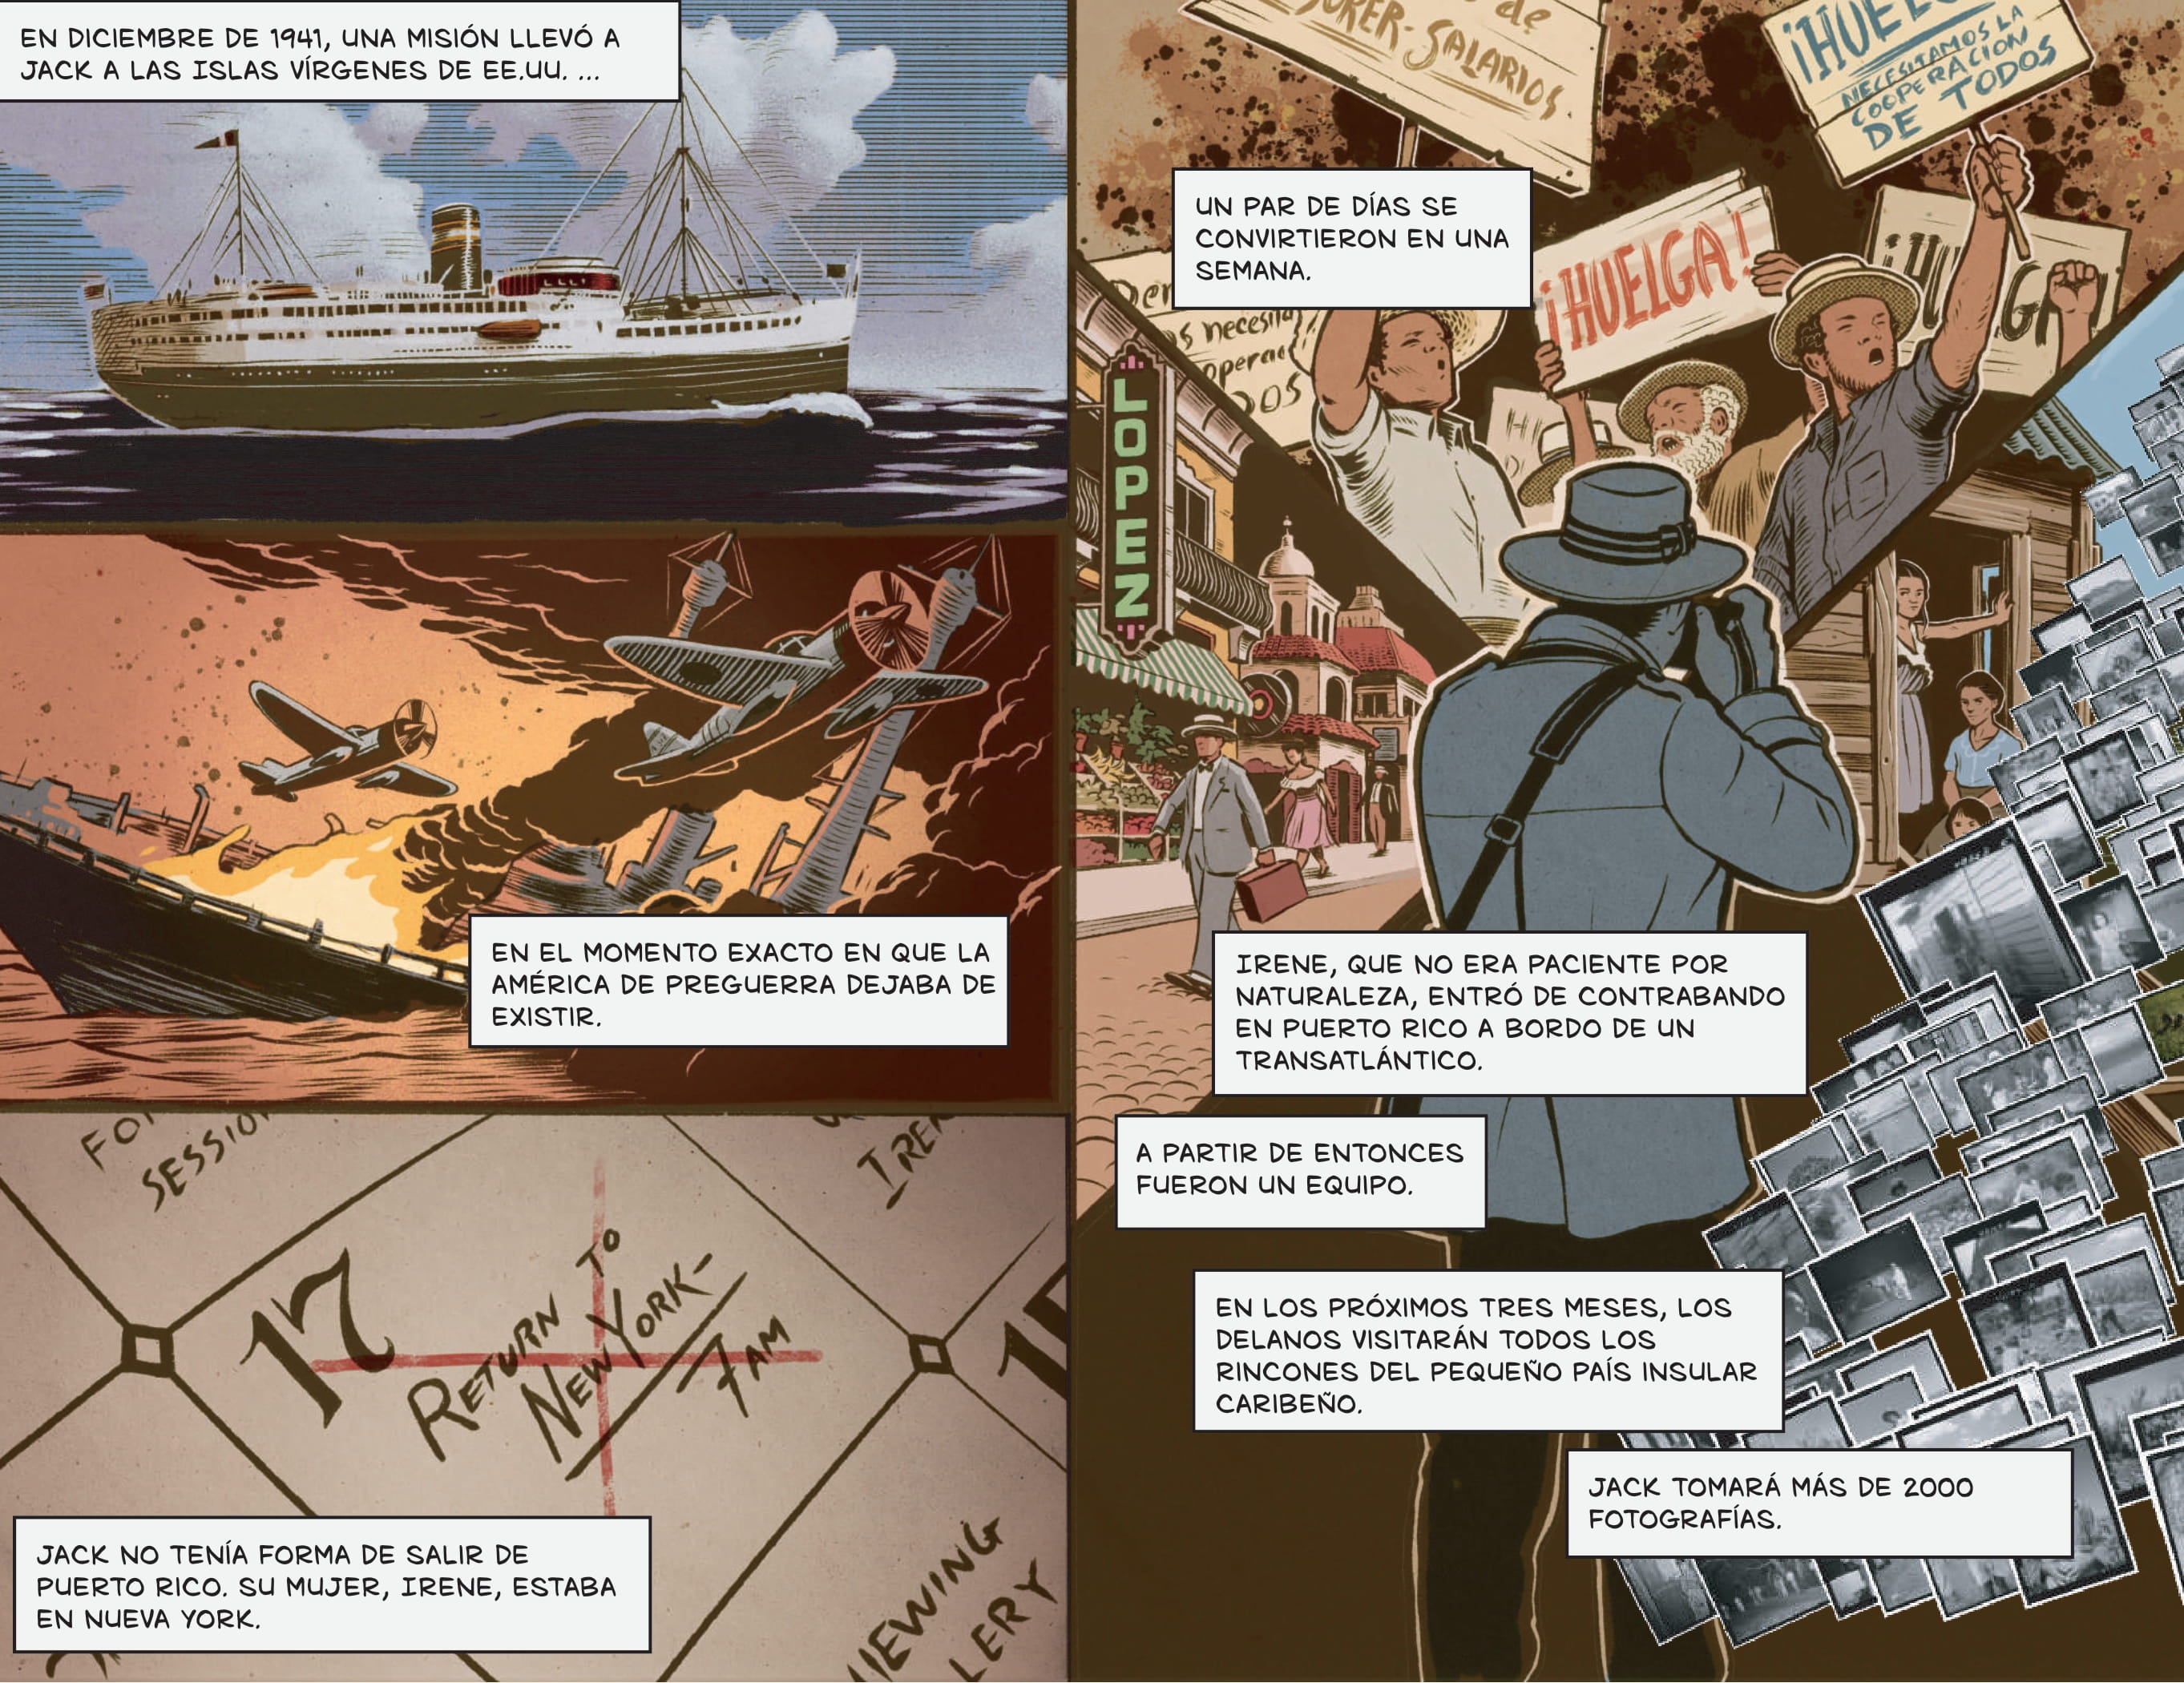 EN DICIEMBRE DE 1941, UNA MISIÓN LLEVÓ A
JACK A LAS ISLAS VÍRGENES DE EE.UU. ...
EN EL MOMENTO EXACTO EN QUE LA
AMÉRICA DE PREGUERRA DEJABA DE
EXISTIR.
SESSION
17
RETURN TO
NEW YORK-
7AM
JACK NO TENÍA FORMA DE SALIR DE
PUERTO RICO. SU MUJER, IRENE, ESTABA
EN NUEVA YORK.
de
SALARIOS.
NECESITAMOS LA
COOPERACION
DE TODOS
UN PAR DE DÍAS SE
CONVIRTIERON EN UNA
SEMANA.
¡HUELGA!
LOPEZ
IRENE, QUE NO ERA PACIENTE POR
NATURALEZA, ENTRÓ DE CONTRABANDO
EN PUERTO RICO A BORDO DE UN
TRANSATLÁNTICO.
A PARTIR DE ENTONCES
FUERON UN EQUIPO.
EN LOS PRÓXIMOS TRES MESES, LOS
DELANOS VISITARÁN TODOS LOS
RINCONES DEL PEQUEÑO PAÍS INSULAR
CARIBEÑO.
JACK TOMARÁ MÁS DE 2000
FOTOGRAFÍAS.